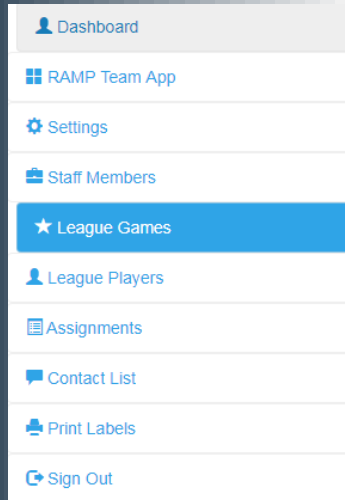 Dashboard
RAMP Team App
Settings
Staff Members
League Games
League Players
Assignments
Contact List
Print Labels
Sign Out